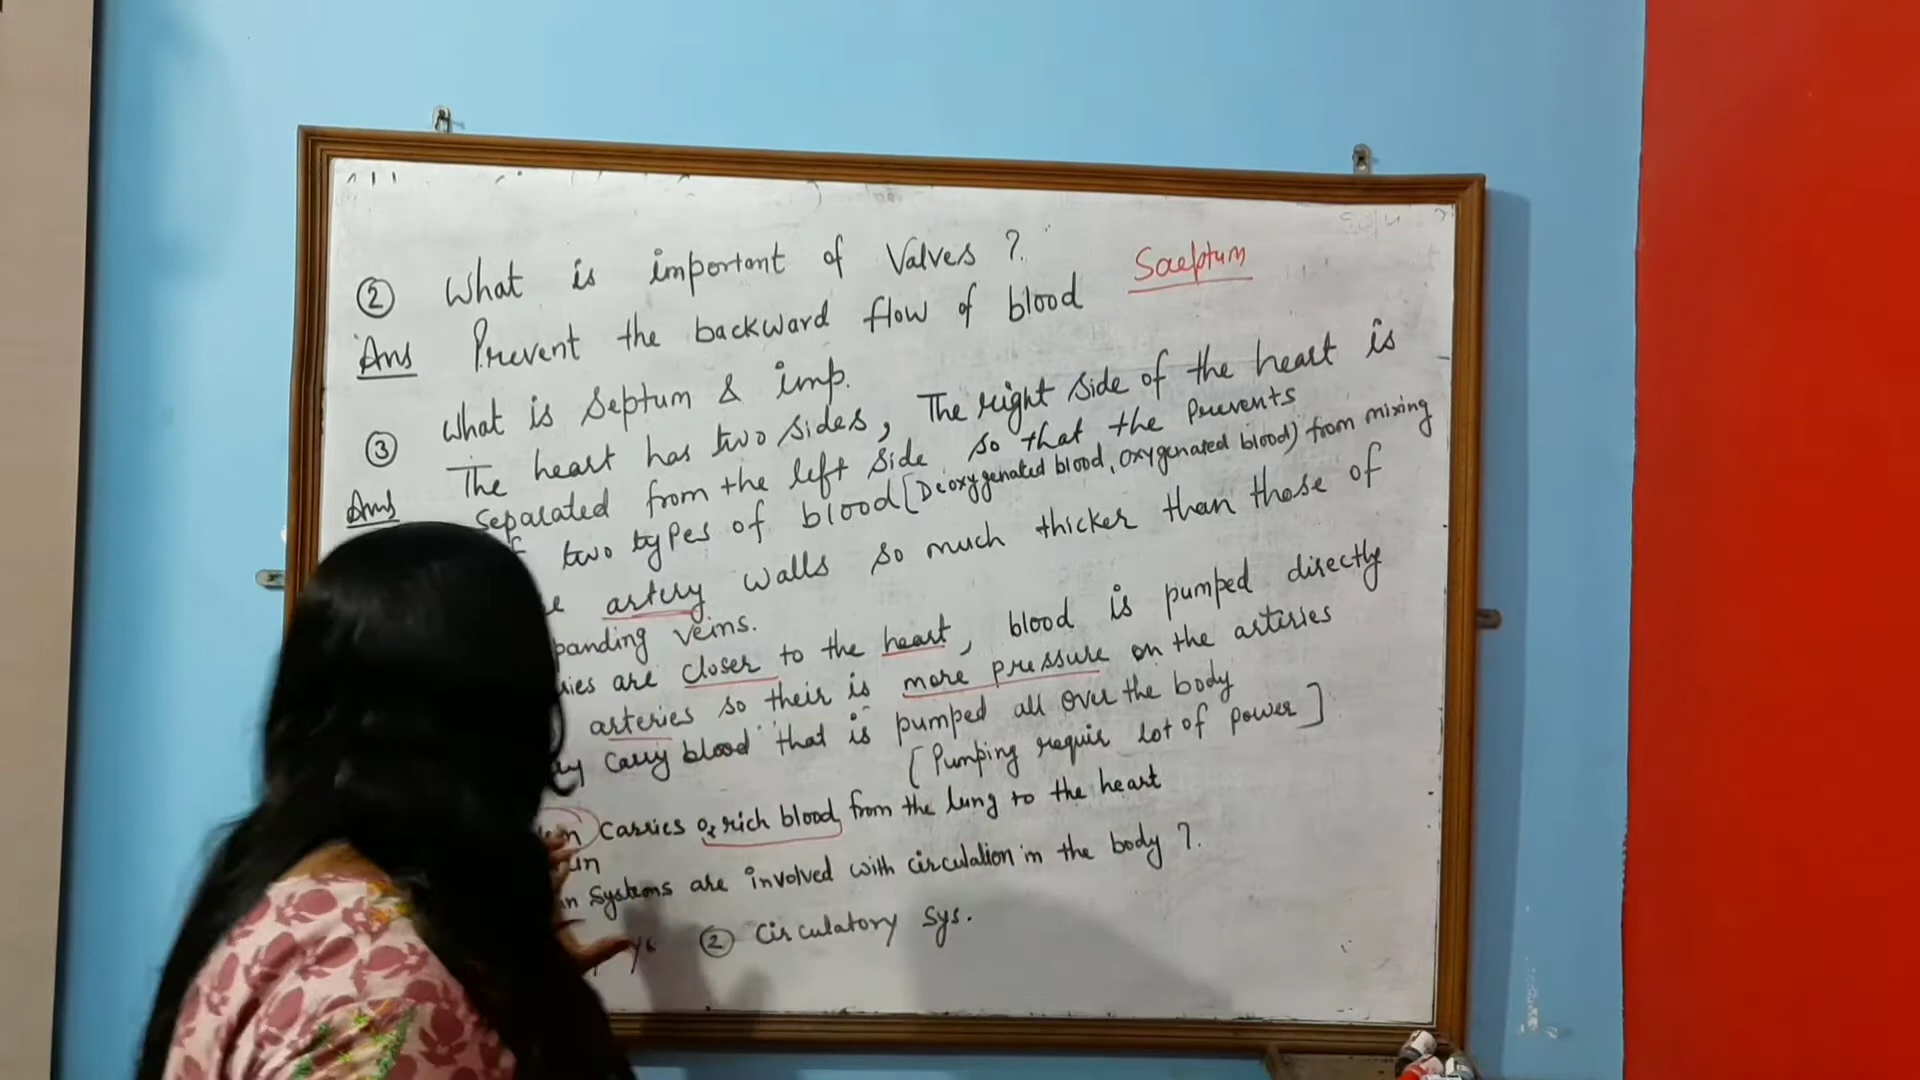 ② What is important of Valves ?
Saeptum
Ans Prevent the backward flow of blood
③ What is Septum & imp.
Ans The heart has two sides, The right side of the heart is
separated from the left side so that the prevents
two types of blood [Deoxygenated blood, oxygenated blood) from mixing
artery walls so much thicker than those of
panding veins.
ries are closer to the heart, blood is pumped directly
arteries so their is more pressure on the arteries
carry blood that is pumped all over the body
[Pumping requir lot of power]
carries O2 rich blood from the lung to the heart
systems are involved with circulation in the body ?
② Circulatory Sys.